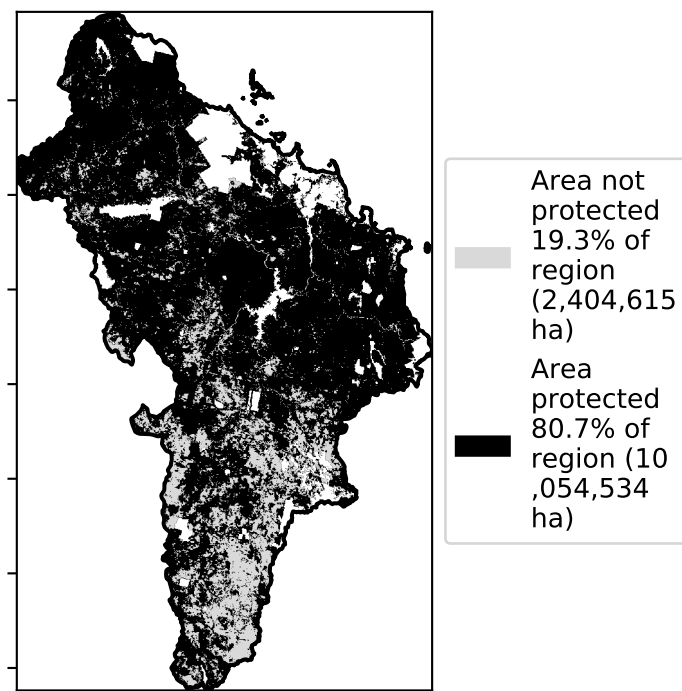 Area not
protected
19.3% of
region
(2,404,615
ha)
Area
protected
80.7% of
region (10
,054,534
ha)